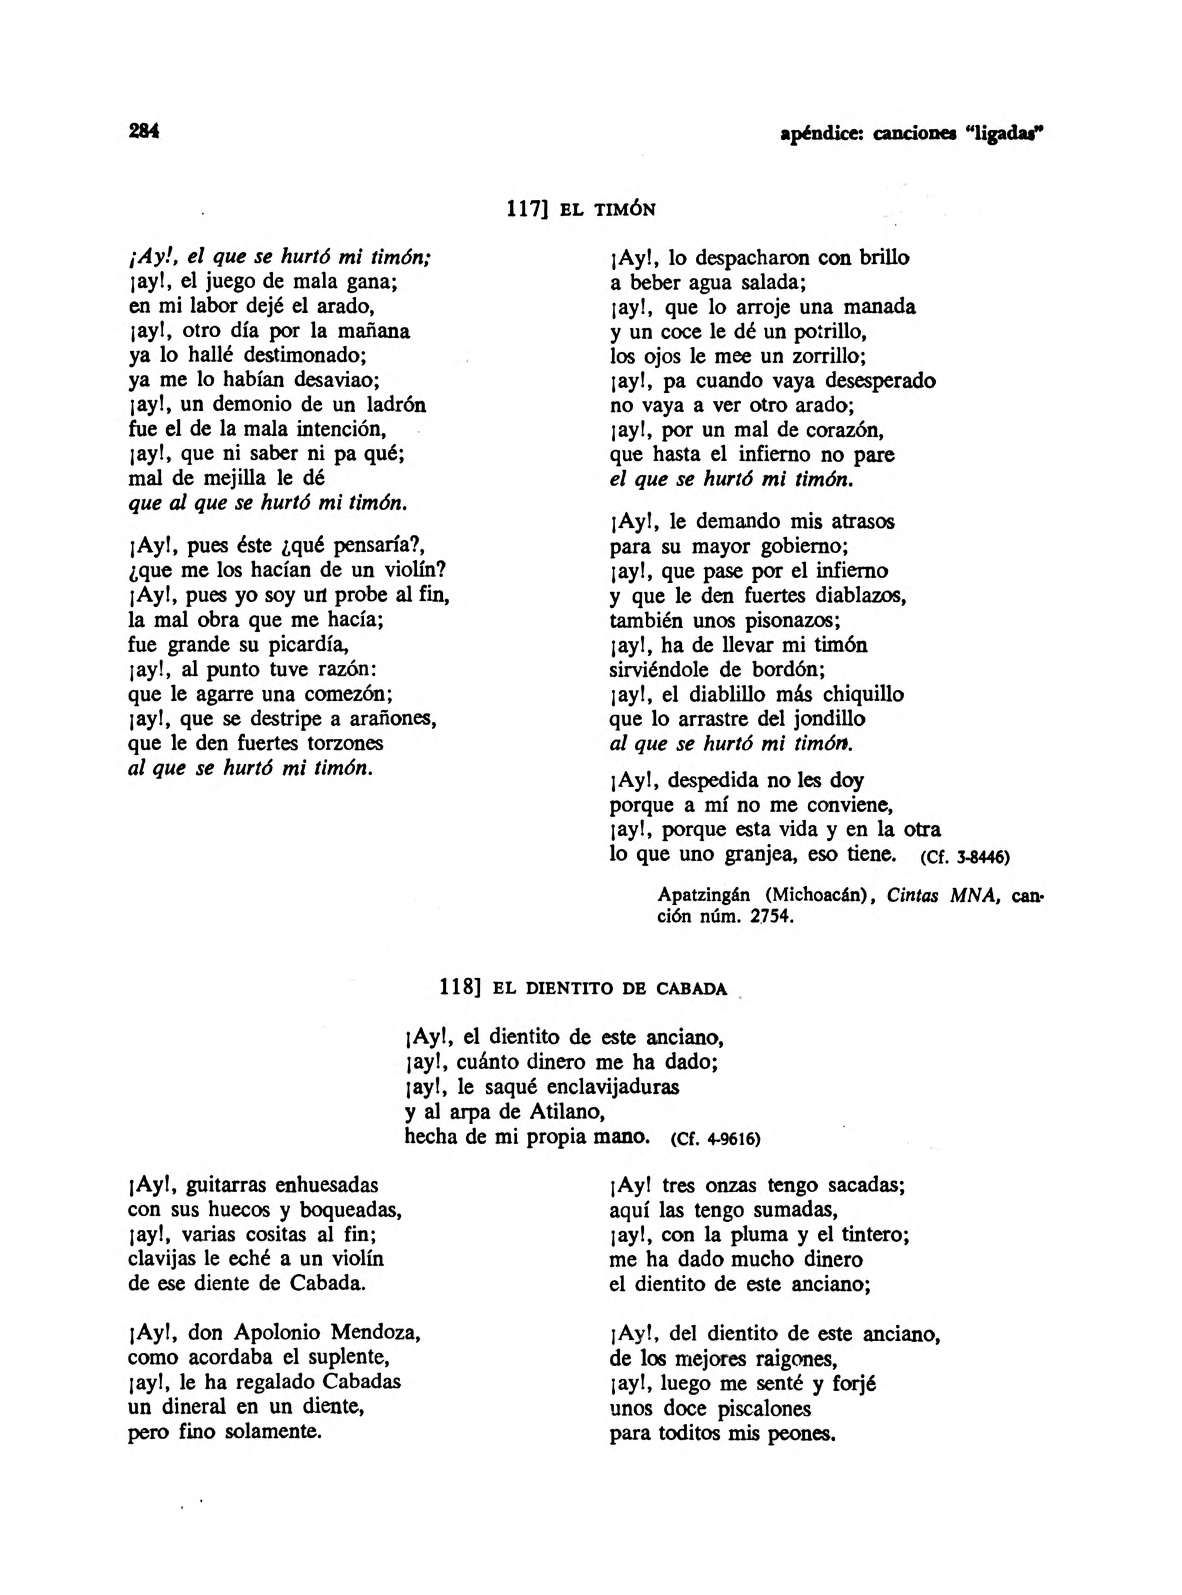 284
apéndice: canciones "ligadas"
117] EL TIMÓN
¡Ay!, el que se hurtó mi timón;
¡ay!, el juego de mala gana;
en mi labor dejé el arado,
¡ay!, otro día por la mañana
ya lo hallé destimonado;
ya me lo habían desaviao;
¡ay!, un demonio de un ladrón
fue el de la mala intención,
¡ay!, que ni saber ni pa qué;
mal de mejilla le dé
que al que se hurtó mi timón.
¡Ay!, pues éste ¿qué pensaría?,
¿que me los hacían de un violín?
¡Ay!, pues yo soy un probe al fin,
la mal obra que me hacía;
fue grande su picardía,
¡ay!, al punto tuve razón:
que le agarre una comezón;
¡ay!, que se destripe a arañones,
que le den fuertes torzones
al que se hurtó mi timón.
¡Ay!, lo despacharon con brillo
a beber agua salada;
¡ay!, que lo arroje una manada
y un coce le dé un potrillo,
los ojos le mee un zorrillo;
¡ay!, pa cuando vaya desesperado
no vaya a ver otro arado;
¡ay!, por un mal de corazón,
que hasta el infierno no pare
el que se hurtó mi timón.
¡Ay!, le demando mis atrasos
para su mayor gobierno;
¡ay!, que pase por el infierno
y que le den fuertes diablazos,
también unos pisonazos;
¡ay!, ha de llevar mi timón
sirviéndole de bordón;
¡ay!, el diablillo más chiquillo
que lo arrastre del jondillo
al que se hurtó mi timón.
¡Ay!, despedida no les doy
porque a mí no me conviene,
¡ay!, porque esta vida y en la otra
lo que uno granjea, eso tiene. (Cf. 3-8446)
Apatzingán (Michoacán), Cintas MNA, can-
ción núm. 2754.
118] EL DIENTITO DE CABADA
¡Ay!, el dientito de este anciano,
¡ay!, cuánto dinero me ha dado;
¡ay!, le saqué enclavijaduras
y al arpa de Atilano,
hecha de mi propia mano. (Cf. 4-9616)
¡Ay!, guitarras enhuesadas
con sus huecos y boqueadas,
¡ay!, varias cositas al fin;
clavijas le eché a un violín
de ese diente de Cabada.
¡Ay!, don Apolonio Mendoza,
como acordaba el suplente,
¡ay!, le ha regalado Cabadas
un dineral en un diente,
pero fino solamente.
¡Ay! tres onzas tengo sacadas;
aquí las tengo sumadas,
¡ay!, con la pluma y el tintero;
me ha dado mucho dinero
el dientito de este anciano;
¡Ay!, del dientito de este anciano,
de los mejores raigones,
¡ay!, luego me senté y forjé
unos doce piscalones
para toditos mis peones.